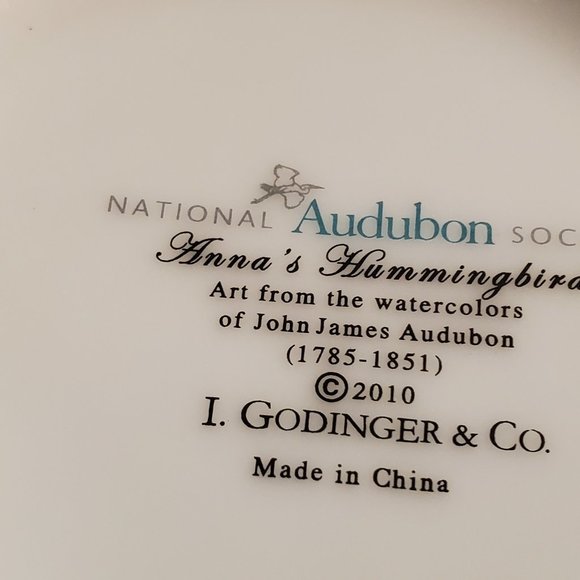 NATIONAL Audubon SOC
Anna's Hummingbird
Art from the watercolors
of John James Audubon
(1785-1851)
©2010
I. GODINGER & CO.
Made in China